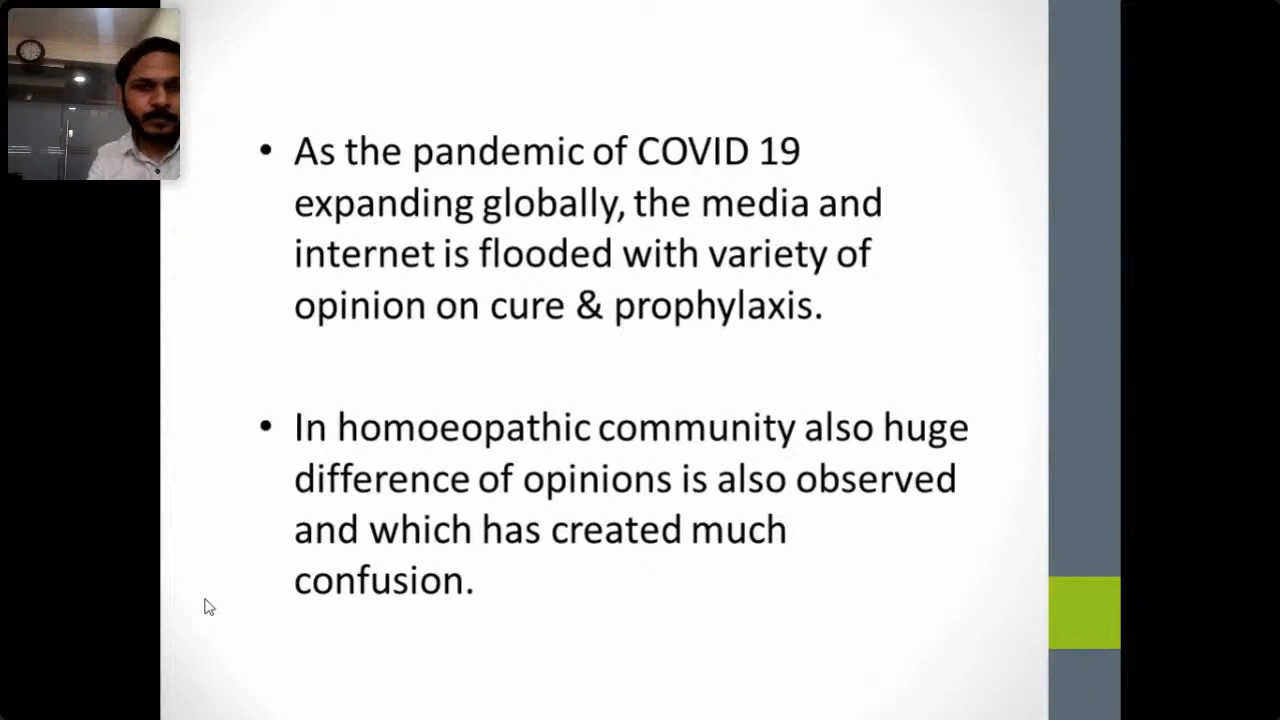 • As the pandemic of COVID 19
expanding globally, the media and
internet is flooded with variety of
opinion on cure & prophylaxis.
• In homoeopathic community also huge
difference of opinions is also observed
and which has created much
confusion.